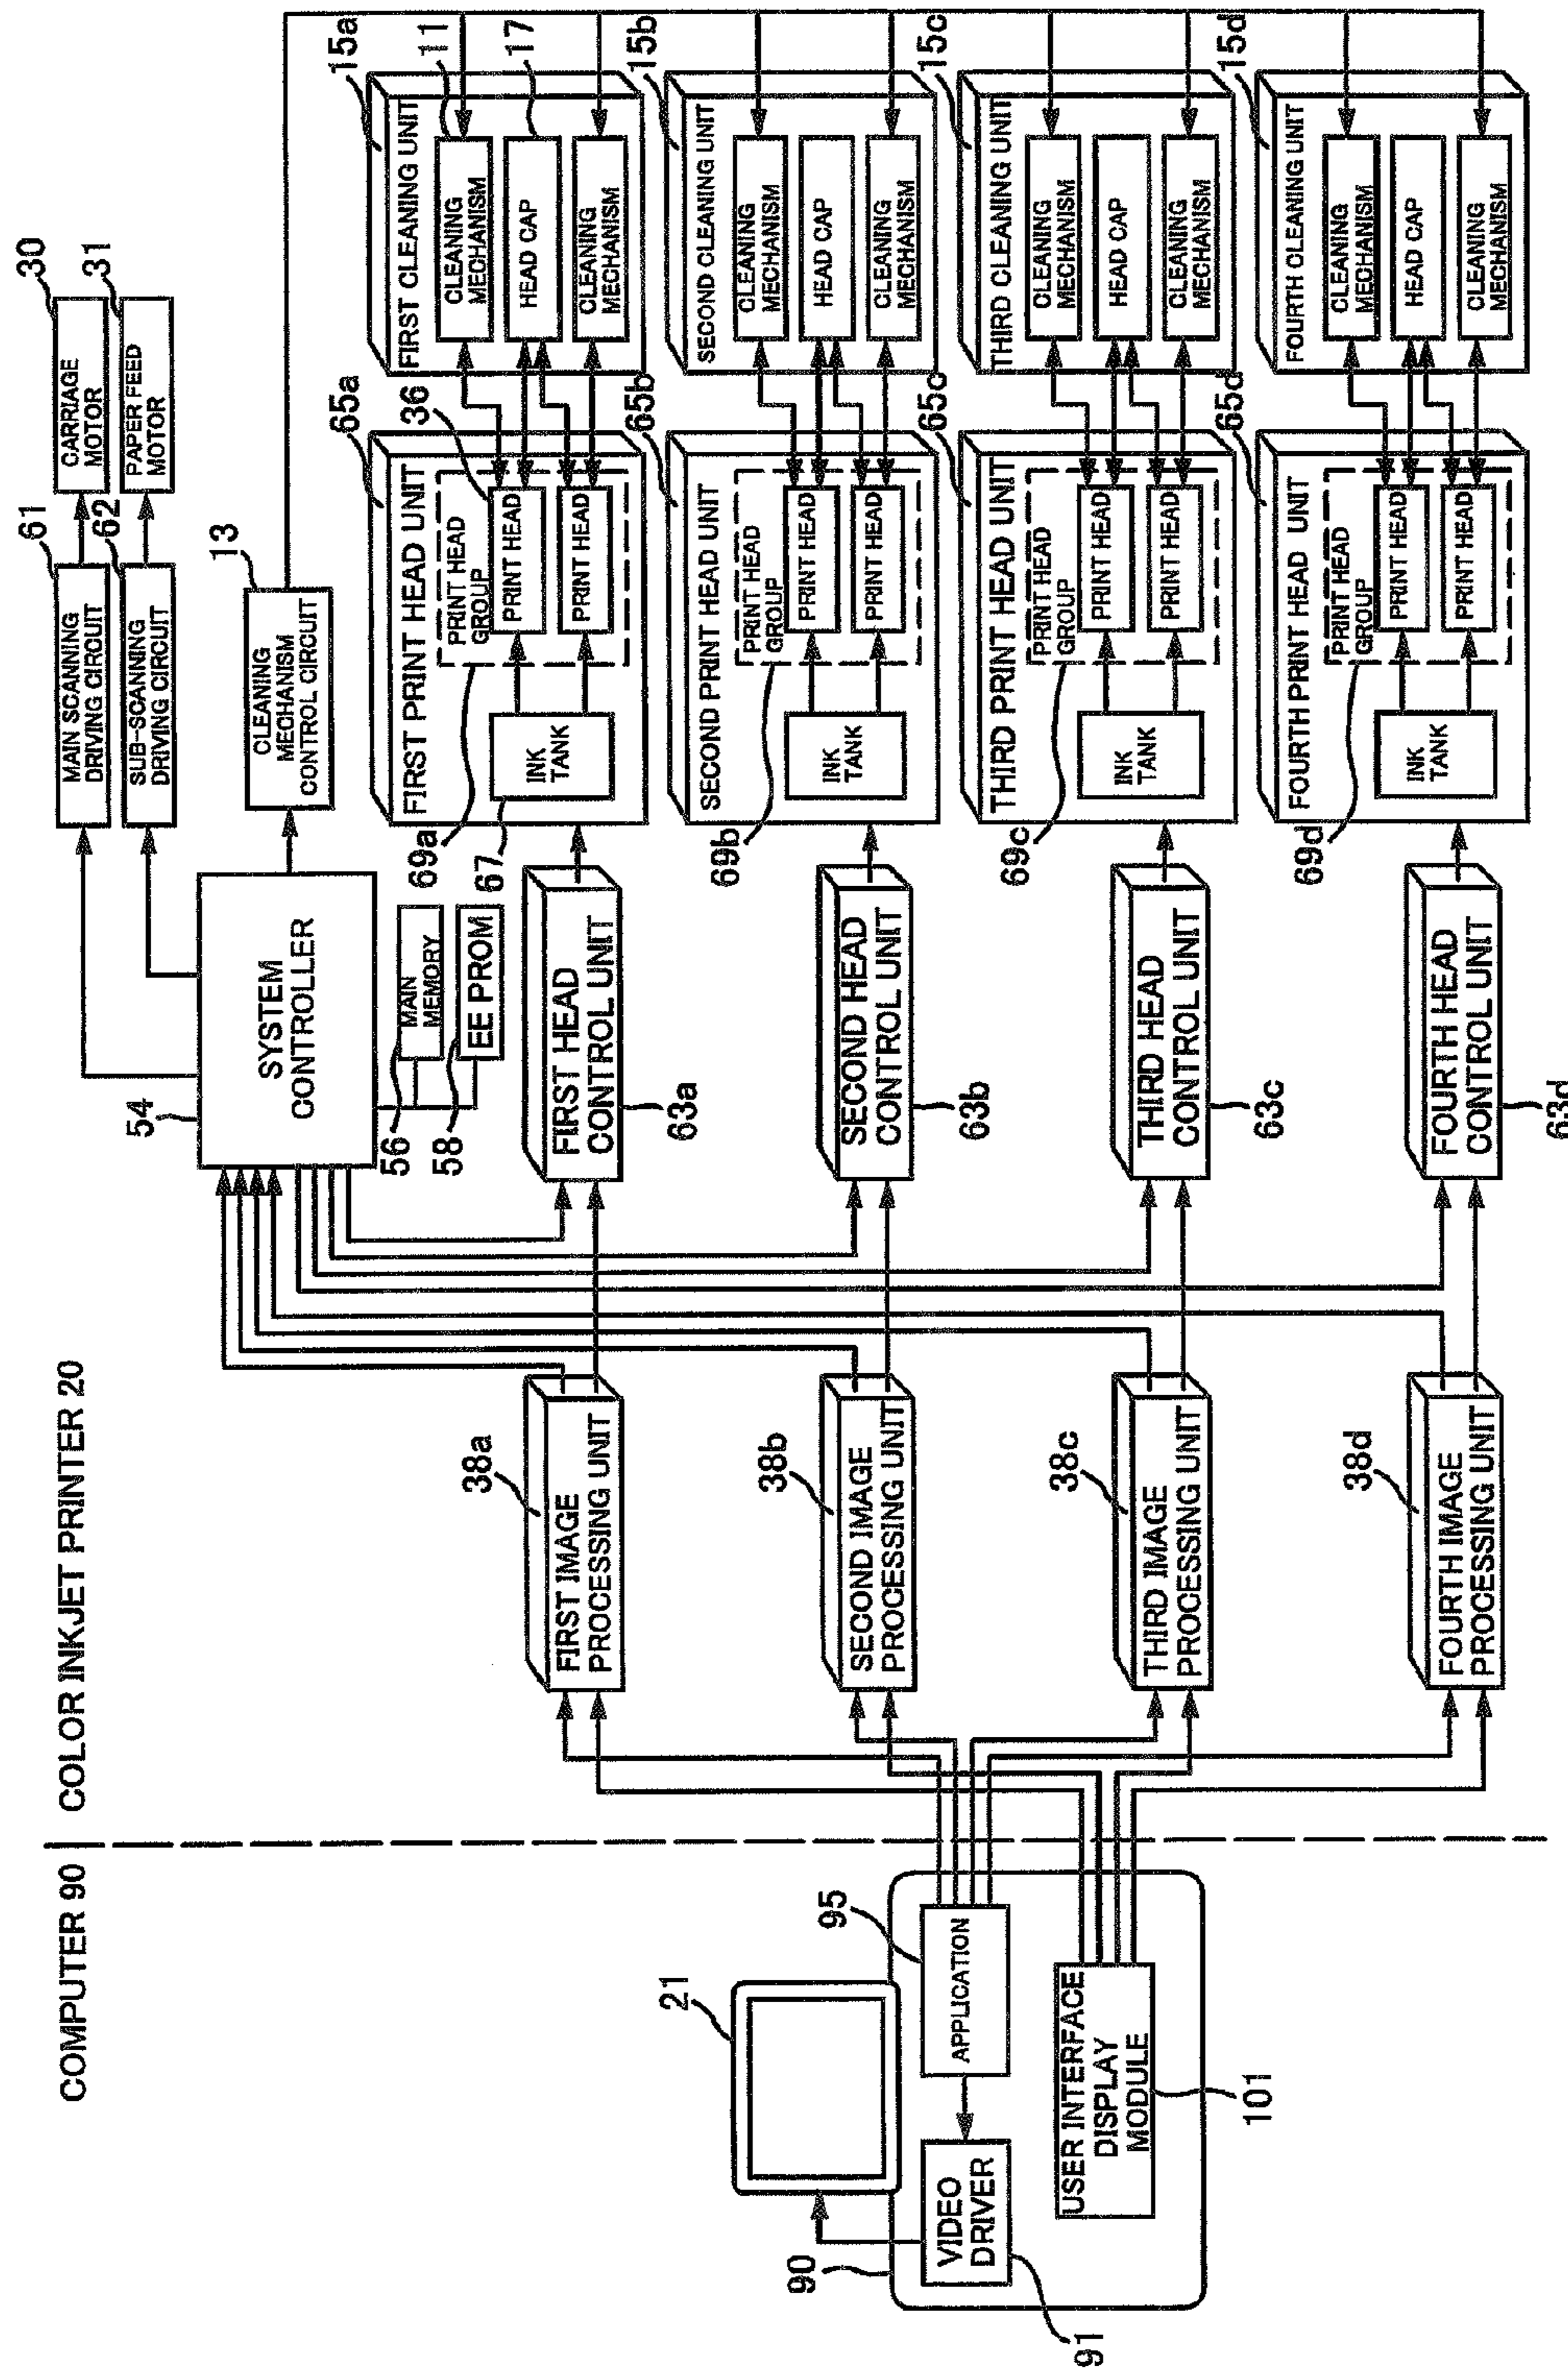 COMPUTER 90
COLOR INKJET PRINTER 20
21
90
95
APPLICATION
VIDEO
DRIVER
91
USER INTERFACE
DISPLAY
MODULE
101
38a
FIRST IMAGE
PROCESSING UNIT
38b
SECOND IMAGE
PROCESSING UNIT
38c
THIRD IMAGE
PROCESSING UNIT
38d
FOURTH IMAGE
PROCESSING UNIT
54
SYSTEM
CONTROLLER
56
MAIN
MEMORY
58
EE PROM
61
MAIN SCANNING
DRIVING CIRCUIT
62
SUB-SCANNING
DRIVING CIRCUIT
30
CARRIAGE
MOTOR
31
PAPER FEED
MOTOR
13
CLEANING
MECHANISM
CONTROL CIRCUIT
FIRST HEAD
CONTROL UNIT
63a
SECOND HEAD
CONTROL UNIT
63b
THIRD HEAD
CONTROL UNIT
63c
FOURTH HEAD
CONTROL UNIT
63d
65a
FIRST PRINT HEAD UNIT
PRINT HEAD
GROUP
36
PRINT HEAD
PRINT HEAD
INK
TANK
69a
67
65b
SECOND PRINT HEAD UNIT
PRINT HEAD
GROUP
PRINT HEAD
PRINT HEAD
INK
TANK
69b
65c
THIRD PRINT HEAD UNIT
PRINT HEAD
GROUP
PRINT HEAD
PRINT HEAD
INK
TANK
69c
65d
FOURTH PRINT HEAD UNIT
PRINT HEAD
GROUP
PRINT HEAD
PRINT HEAD
INK
TANK
69d
15a
FIRST CLEANING UNIT
11
CLEANING
MECHANISM
17
HEAD CAP
CLEANING
MECHANISM
15b
SECOND CLEANING UNIT
CLEANING
MECHANISM
HEAD CAP
CLEANING
MECHANISM
15c
THIRD CLEANING UNIT
CLEANING
MECHANISM
HEAD CAP
CLEANING
MECHANISM
15d
FOURTH CLEANING UNIT
CLEANING
MECHANISM
HEAD CAP
CLEANING
MECHANISM